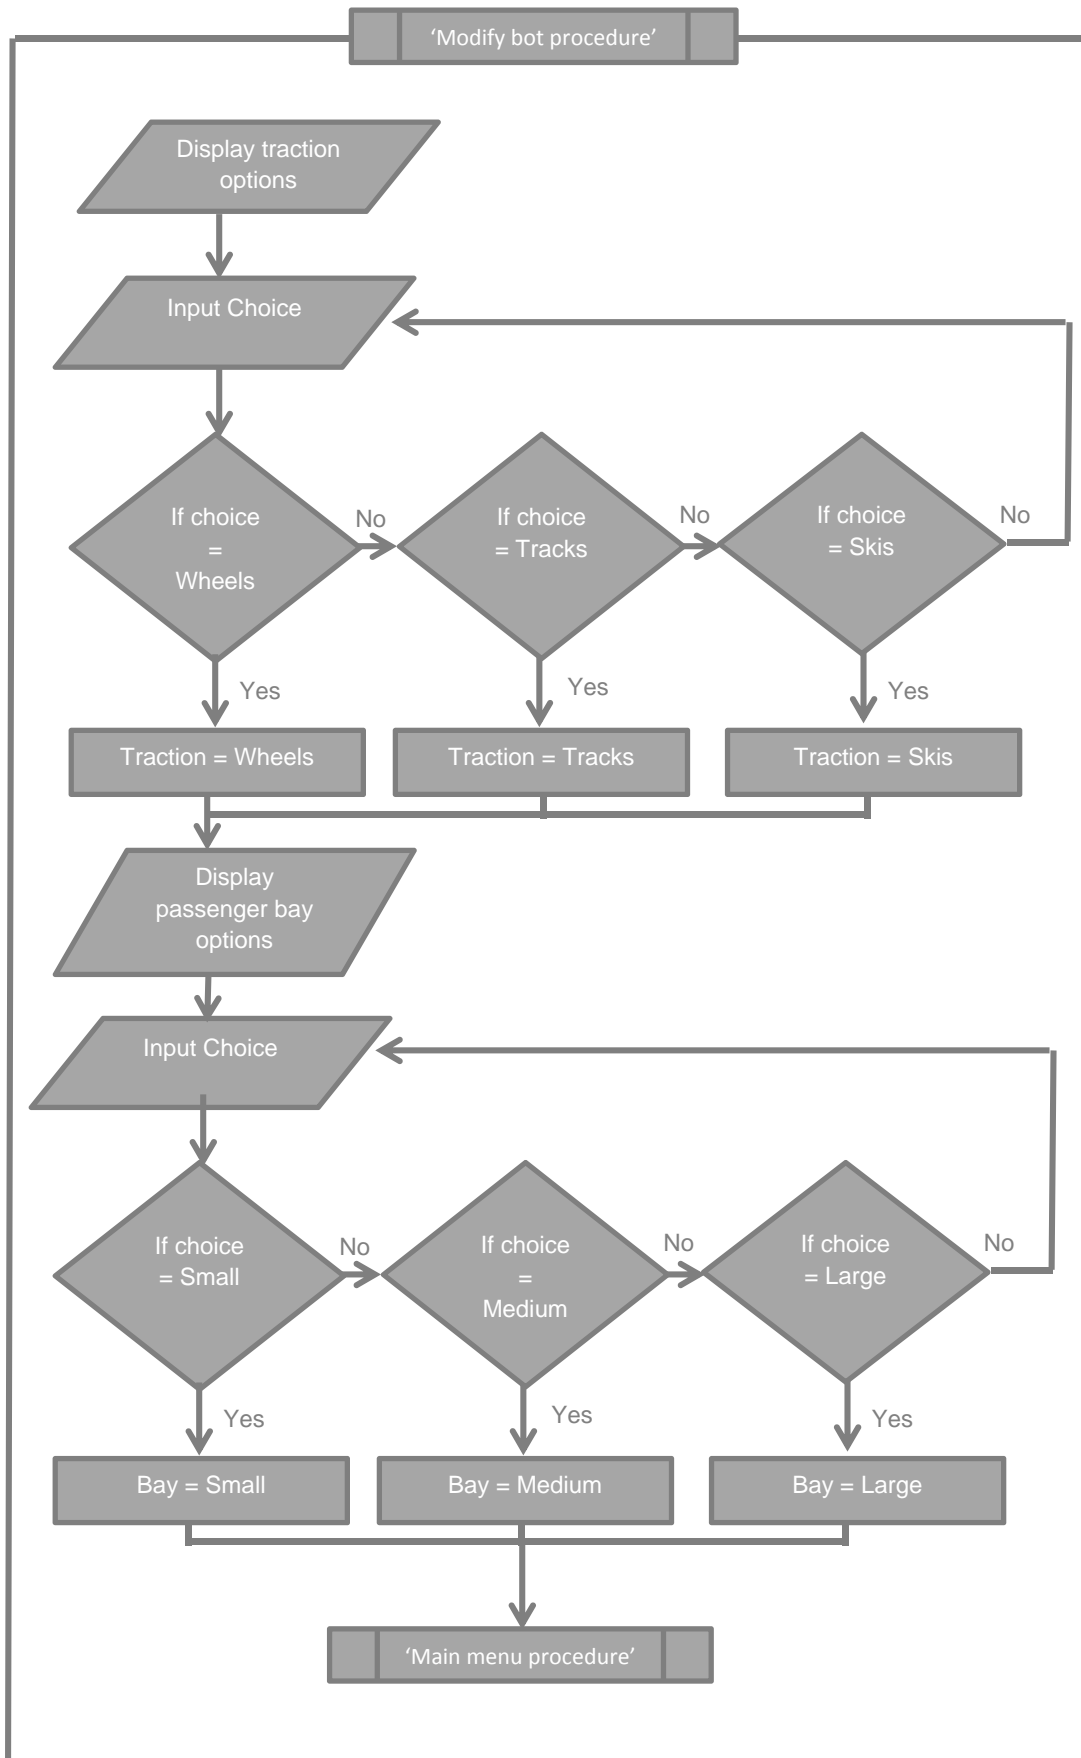 ‘Modify bot procedure’
Display traction
options
Input Choice
If choice
=
Wheels
No
If choice
= Tracks
No
If choice
= Skis
No
Yes
Yes
Yes
Traction = Wheels
Traction = Tracks
Traction = Skis
Display
passenger bay
options
Input Choice
If choice
= Small
No
If choice
=
Medium
No
If choice
= Large
No
Yes
Yes
Yes
Bay = Small
Bay = Medium
Bay = Large
‘Main menu procedure’